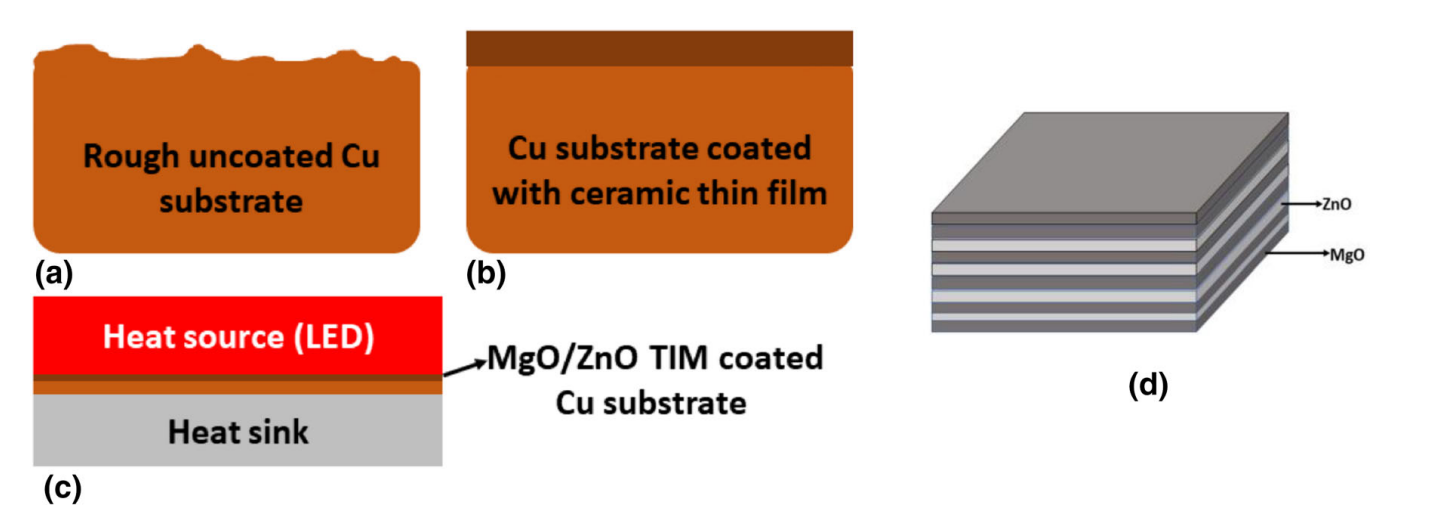 Rough uncoated Cu
substrate
(a)
Cu substrate coated
with ceramic thin film
(b)
Heat source (LED)
MgO/ZnO TIM coated
Cu substrate
Heat sink
(c)
ZnO
MgO
(d)